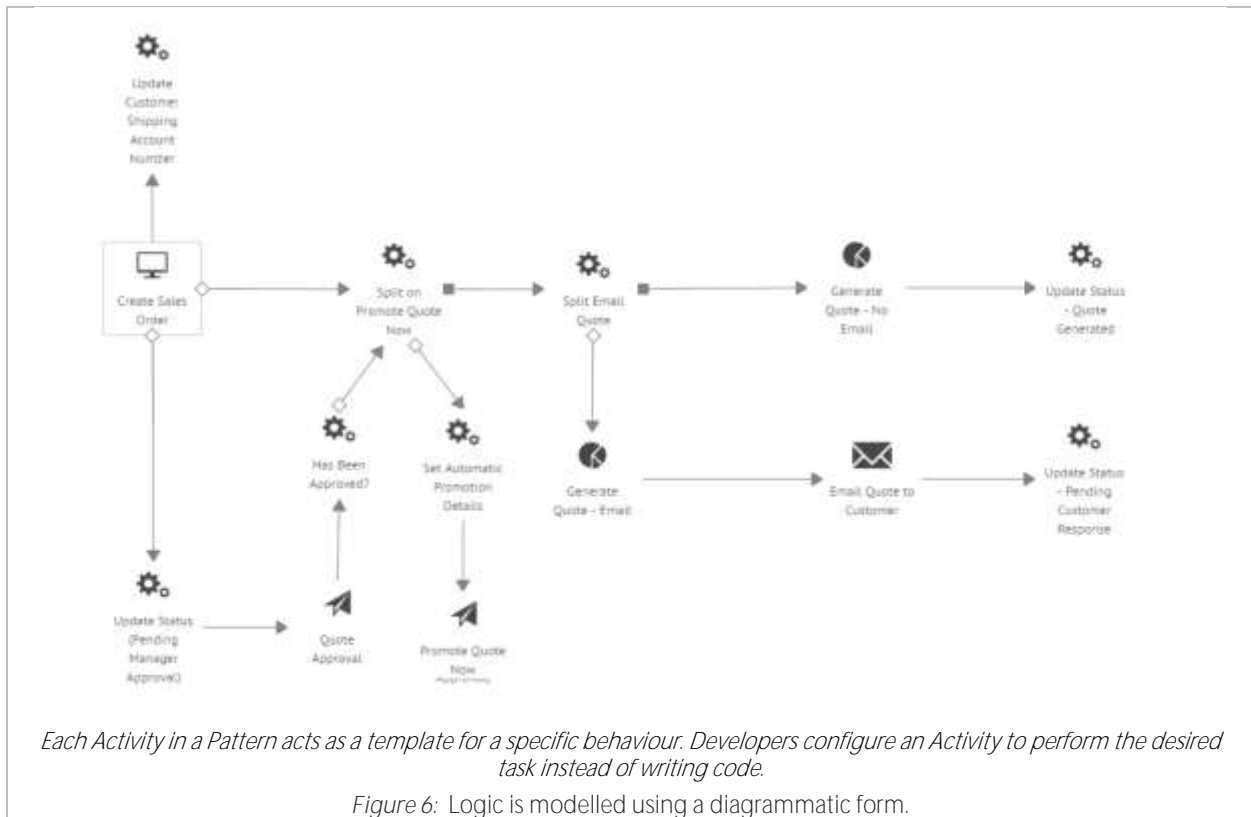 Update
Customer
Shipping
Account
Number
Create Sales
Order
Split on
Promote Quote
Now
Split Email
Quote
Generate
Quote - No
Email
Update Status
- Quote
Generated
Has Been
Approved?
Set Automatic
Promotion
Details
Generate
Quote - Email
Email Quote to
Customer
Update Status
- Pending
Customer
Response
Update Status
(Pending
Manager
Approval)
Quote
Approval
Promote Quote
Now
Each Activity in a Pattern acts as a template for a specific behaviour. Developers configure an Activity to perform the desired
task instead of writing code.
Figure 6: Logic is modelled using a diagrammatic form.